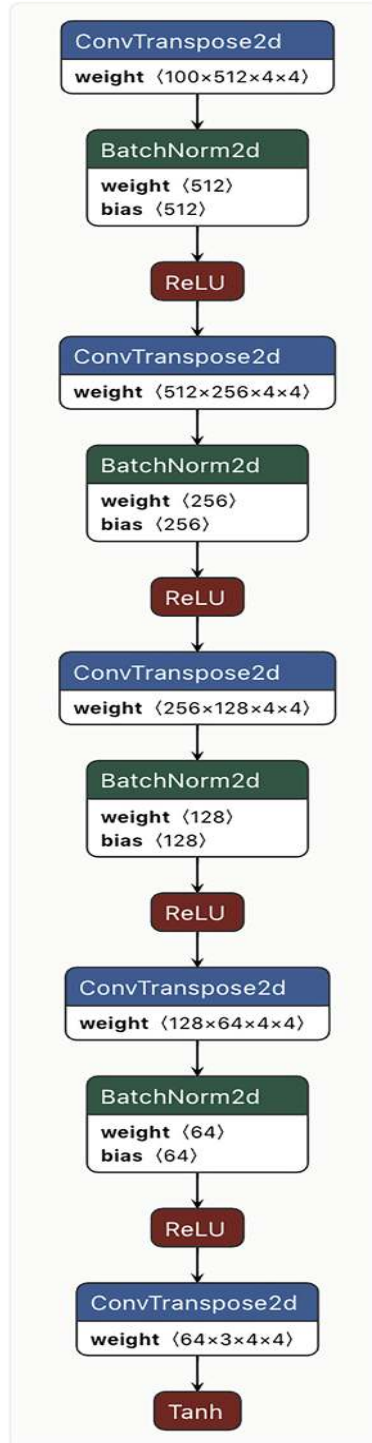 ConvTranspose2d
weight ⟨100×512×4×4⟩
BatchNorm2d
weight ⟨512⟩
bias ⟨512⟩
ReLU
ConvTranspose2d
weight ⟨512×256×4×4⟩
BatchNorm2d
weight ⟨256⟩
bias ⟨256⟩
ReLU
ConvTranspose2d
weight ⟨256×128×4×4⟩
BatchNorm2d
weight ⟨128⟩
bias ⟨128⟩
ReLU
ConvTranspose2d
weight ⟨128×64×4×4⟩
BatchNorm2d
weight ⟨64⟩
bias ⟨64⟩
ReLU
ConvTranspose2d
weight ⟨64×3×4×4⟩
Tanh